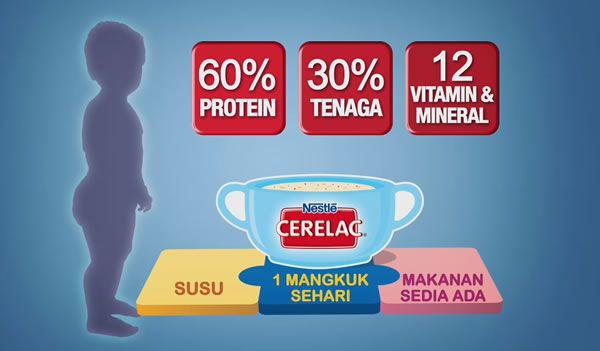 60%
PROTEIN
30%
TENAGA
12
VITAMIN &
MINERAL
Nestlé
CERELAC®
SUSU
1 MANGKUK
SEHARI
MAKANAN
SEDIA ADA